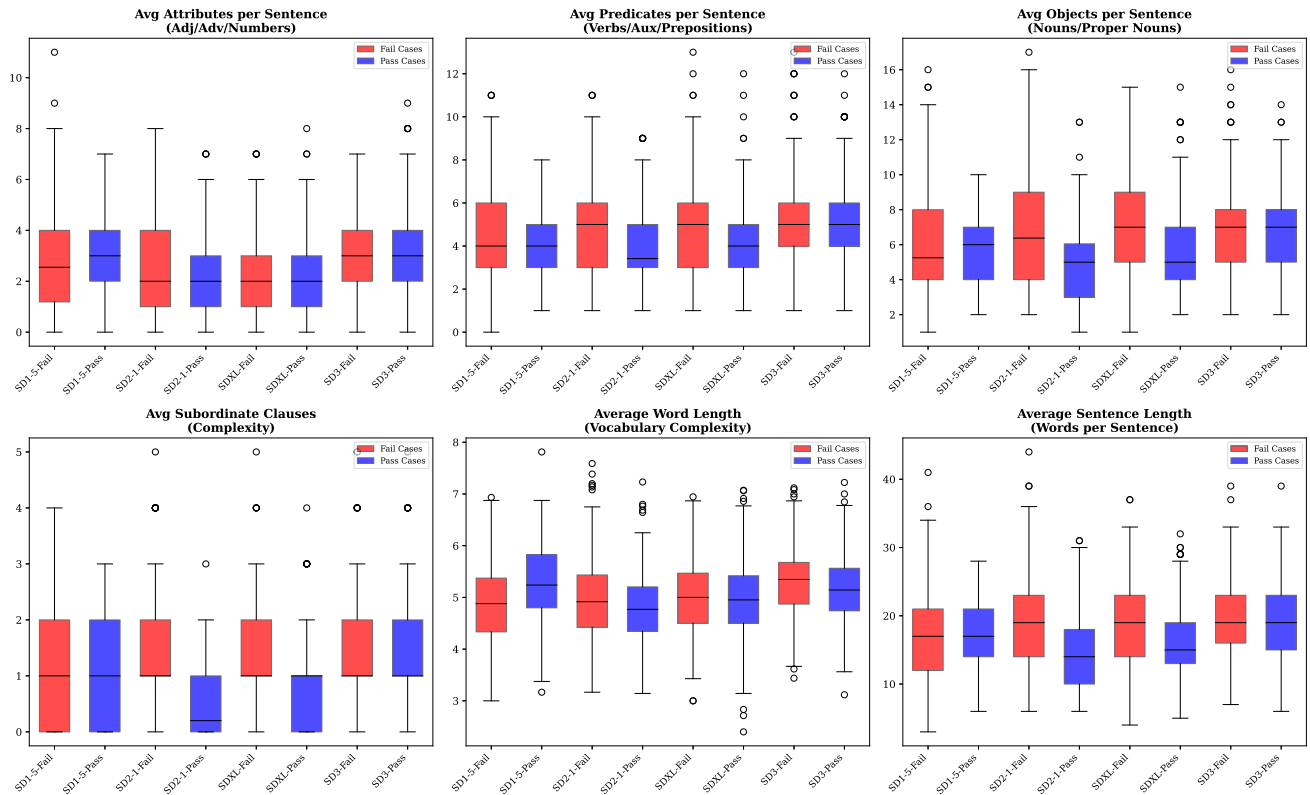 Avg Attributes per Sentence
(Adj/Adv/Numbers)
Fail Cases
Pass Cases
10
8
6
4
2
0
SD1-5-Fail
SD1-5-Pass
SD2-1-Fail
SD2-1-Pass
SDXL-Fail
SDXL-Pass
SD3-Fail
SD3-Pass
Avg Predicates per Sentence
(Verbs/Aux/Prepositions)
Fail Cases
Pass Cases
12
10
8
6
4
2
0
SD1-5-Fail
SD1-5-Pass
SD2-1-Fail
SD2-1-Pass
SDXL-Fail
SDXL-Pass
SD3-Fail
SD3-Pass
Avg Objects per Sentence
(Nouns/Proper Nouns)
Fail Cases
Pass Cases
16
14
12
10
8
6
4
2
SD1-5-Fail
SD1-5-Pass
SD2-1-Fail
SD2-1-Pass
SDXL-Fail
SDXL-Pass
SD3-Fail
SD3-Pass
Avg Subordinate Clauses
(Complexity)
Fail Cases
Pass Cases
5
4
3
2
1
0
SD1-5-Fail
SD1-5-Pass
SD2-1-Fail
SD2-1-Pass
SDXL-Fail
SDXL-Pass
SD3-Fail
SD3-Pass
Average Word Length
(Vocabulary Complexity)
Fail Cases
Pass Cases
8
7
6
5
4
3
SD1-5-Fail
SD1-5-Pass
SD2-1-Fail
SD2-1-Pass
SDXL-Fail
SDXL-Pass
SD3-Fail
SD3-Pass
Average Sentence Length
(Words per Sentence)
Fail Cases
Pass Cases
40
30
20
10
SD1-5-Fail
SD1-5-Pass
SD2-1-Fail
SD2-1-Pass
SDXL-Fail
SDXL-Pass
SD3-Fail
SD3-Pass